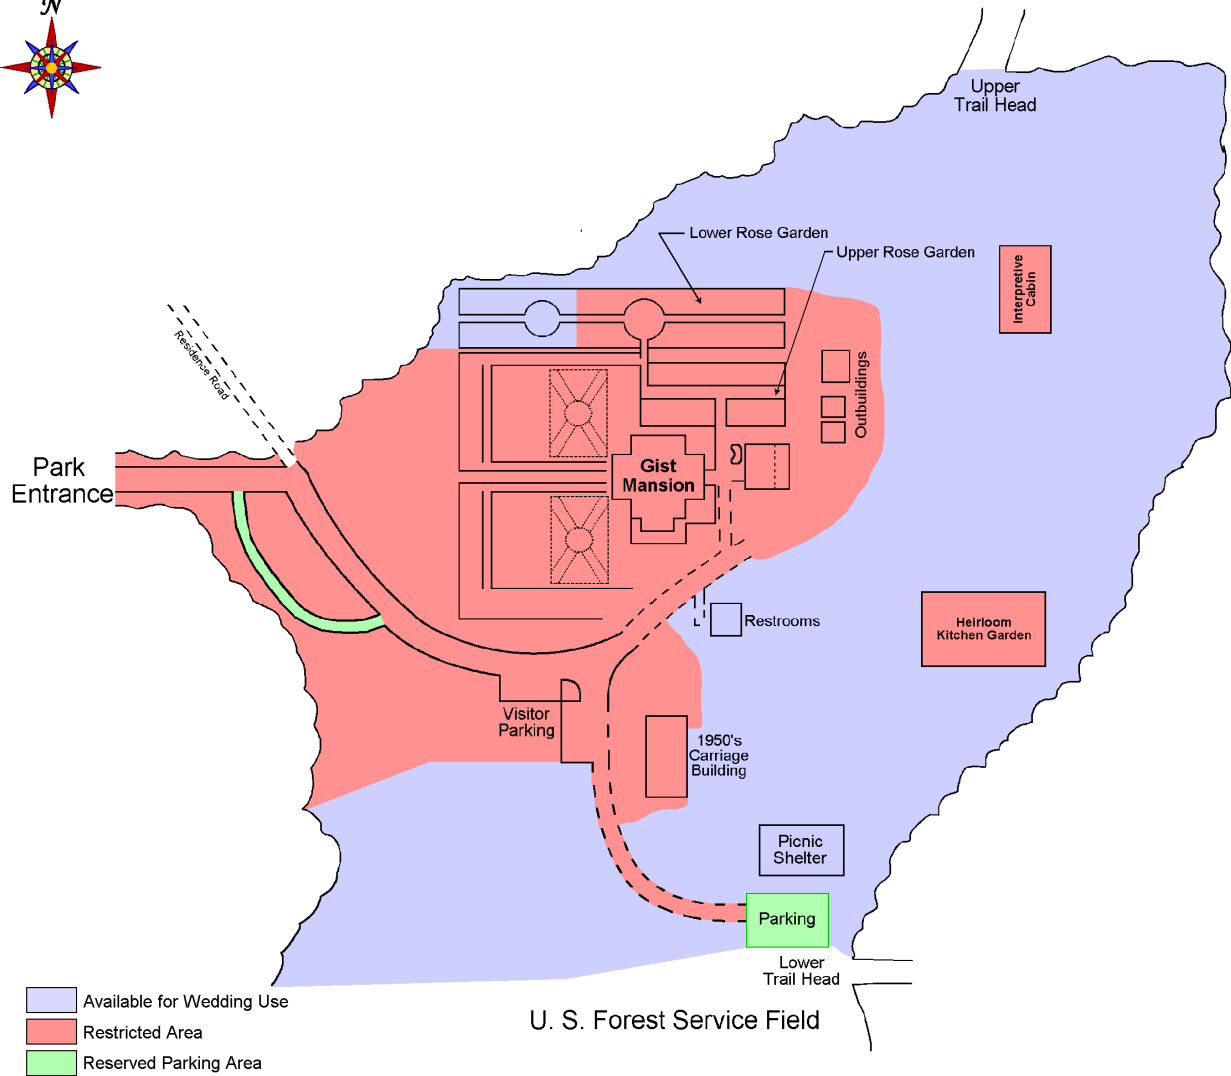 N
Upper
Trail Head
Lower Rose Garden
Upper Rose Garden
Interpretive
Cabin
Residence Road
Outbuildings
Park
Entrance
Gist
Mansion
Restrooms
Heirloom
Kitchen Garden
Visitor
Parking
1950's
Carriage
Building
Picnic
Shelter
Parking
Lower
Trail Head
U. S. Forest Service Field
Available for Wedding Use
Restricted Area
Reserved Parking Area